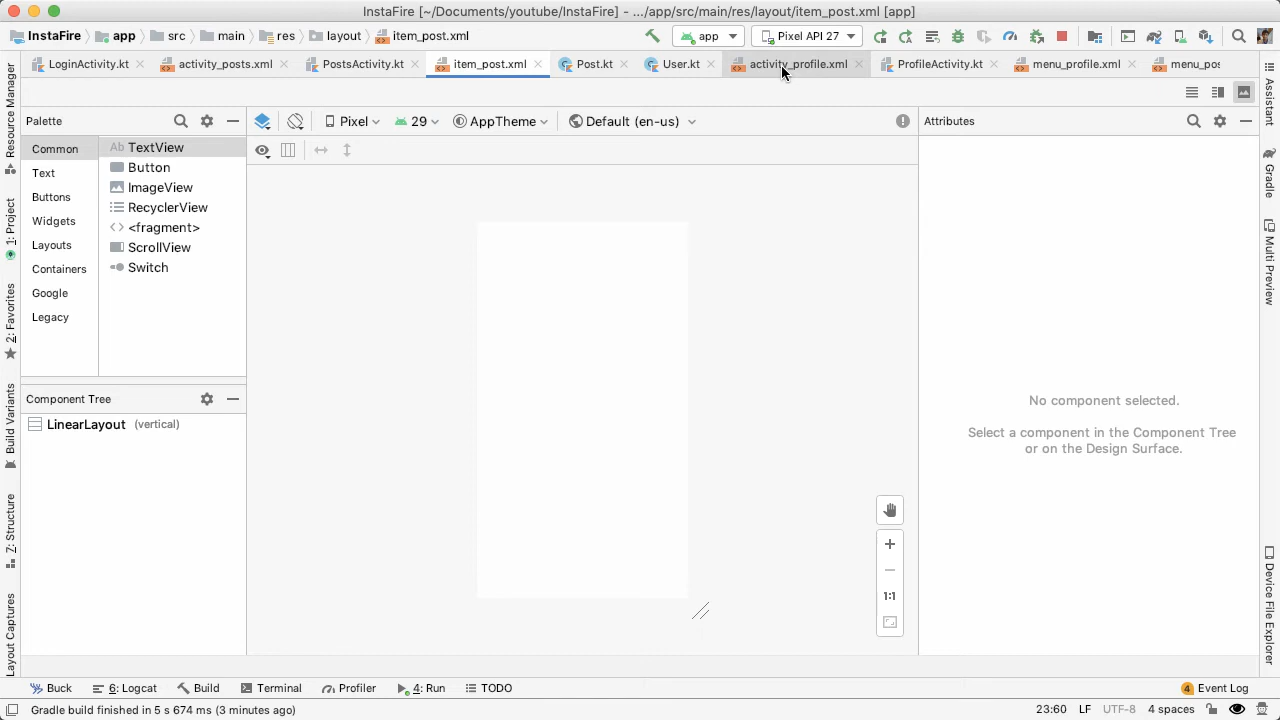 InstaFire [~/Documents/youtube/InstaFire] - .../app/src/main/res/layout/item_post.xml [app]
InstaFire app src main res layout item_post.xml app Pixel API 27
LoginActivity.kt activity_posts.xml PostsActivity.kt item_post.xml Post.kt User.kt activity_profile.xml ProfileActivity.kt menu_profile.xml menu_pos
Palette Pixel 29 AppTheme Default (en-us) Attributes
Common
Text
Buttons
Widgets
Layouts
Containers
Google
Legacy
Ab TextView
Button
ImageView
RecyclerView
<fragment>
ScrollView
Switch
Component Tree
LinearLayout (vertical)
1:1
No component selected.
Select a component in the Component Tree
or on the Design Surface.
Resource Manager
1: Project
2: Favorites
Build Variants
Z: Structure
Layout Captures
Assistant
Gradle
Multi Preview
Device File Explorer
Buck 6: Logcat Build Terminal Profiler 4: Run TODO 4 Event Log
Gradle build finished in 5 s 674 ms (3 minutes ago) 23:60 LF UTF-8 4 spaces